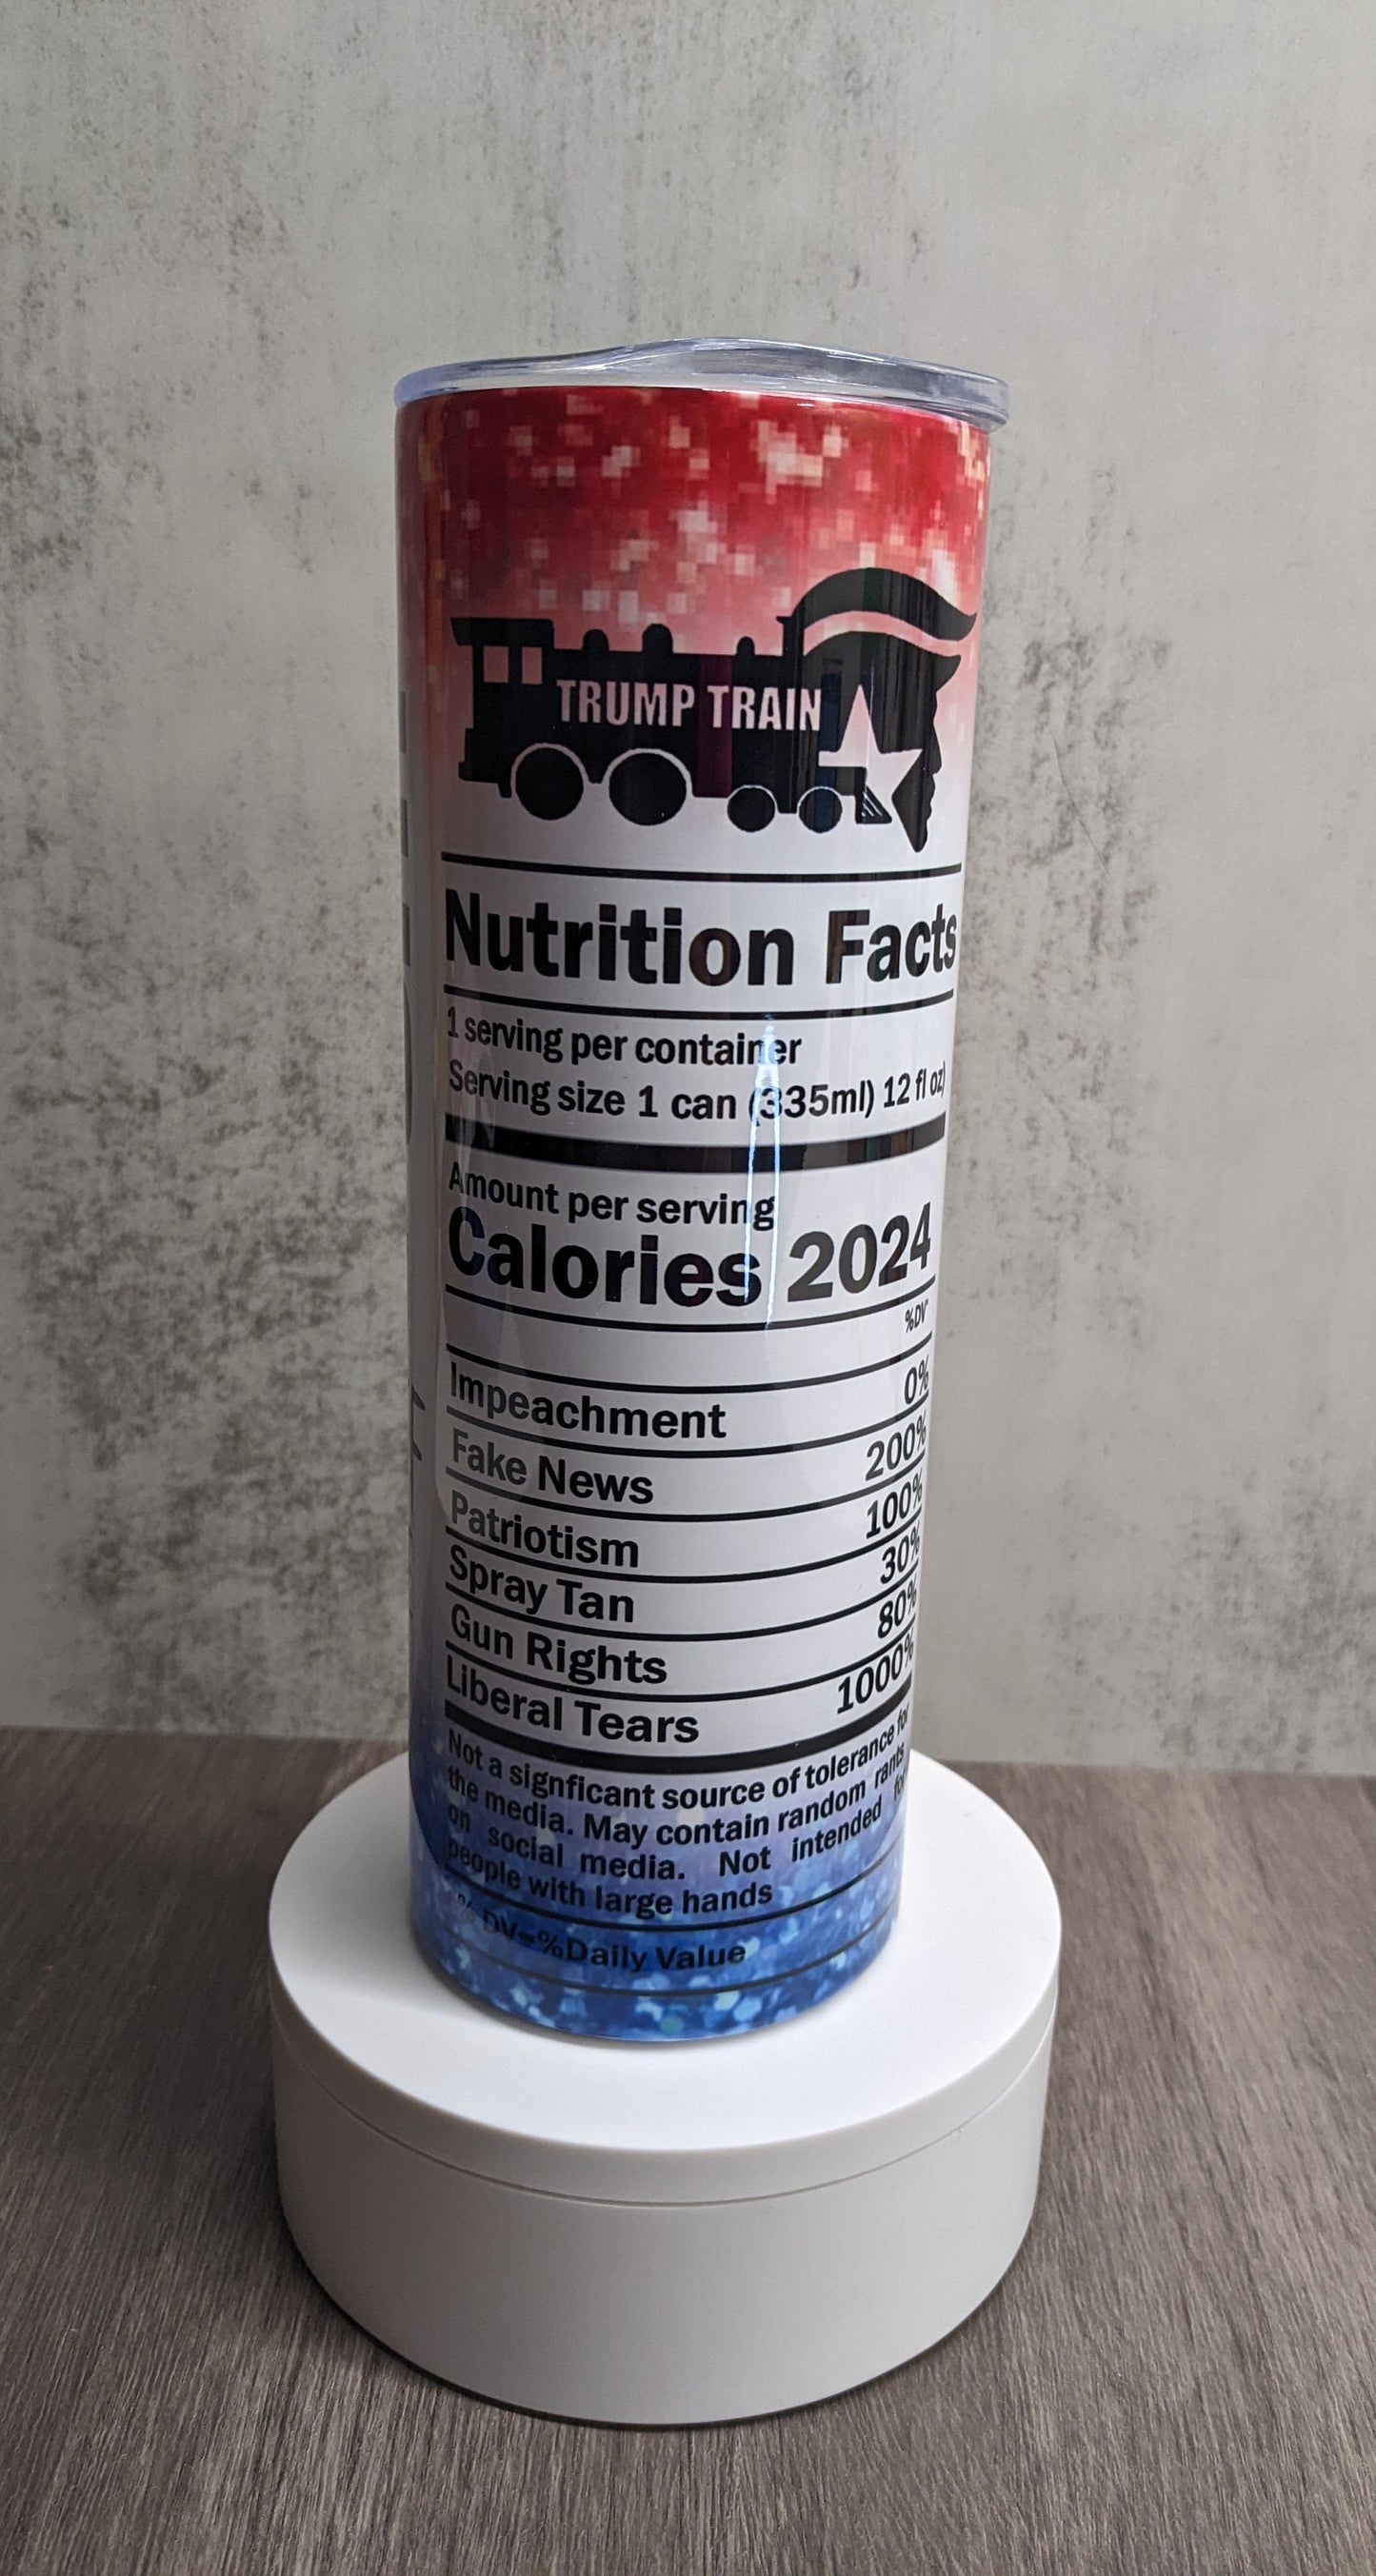 TRUMP TRAIN
Nutrition Facts
1 serving per container
Serving size 1 can (335ml) 12 fl oz)
Amount per serving
Calories 2024
%DV*
Impeachment 0%
Fake News 200%
Patriotism 100%
Spray Tan 30%
Gun Rights 80%
Liberal Tears 1000%
Not a signficant source of tolerance for
the media. May contain random rants
on social media. Not intended for
people with large hands
% DV=%Daily Value